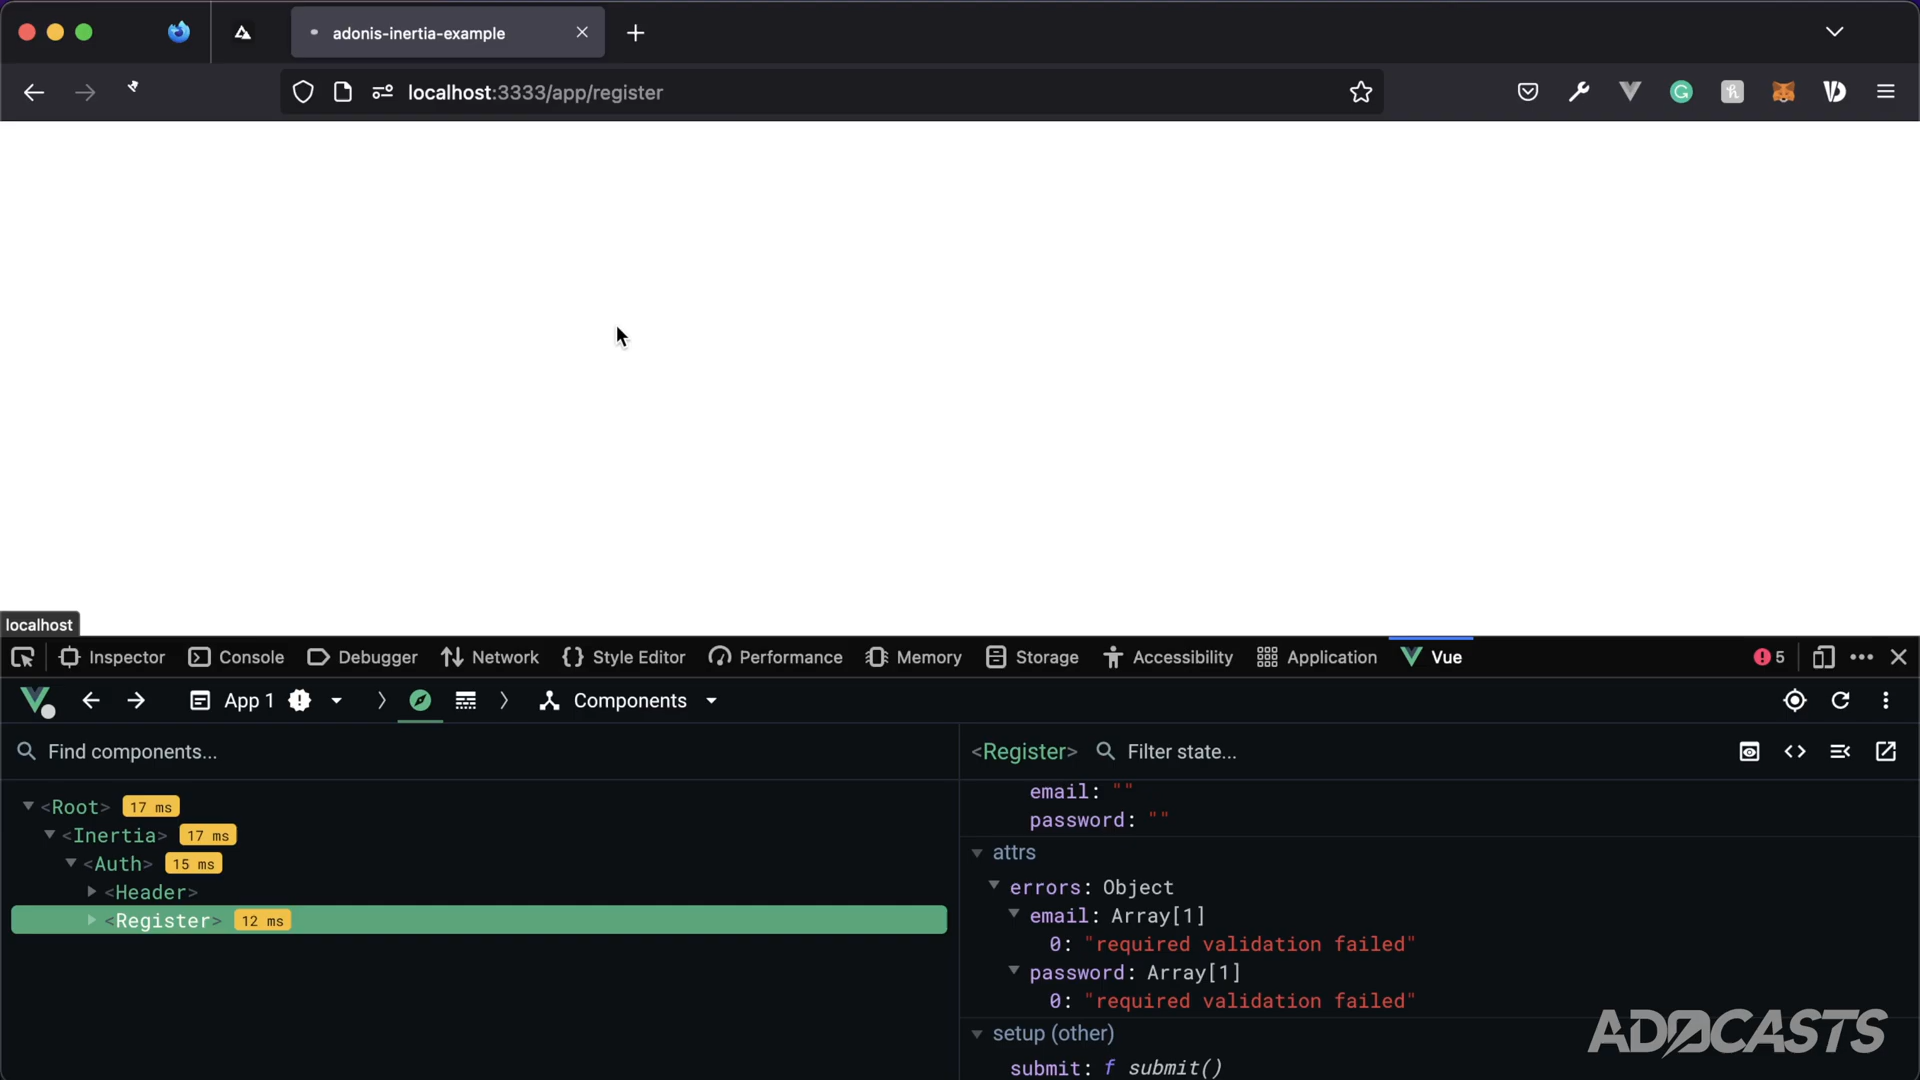 adonis-inertia-example
localhost:3333/app/register
localhost
Inspector Console Debugger Network Style Editor Performance Memory Storage Accessibility Application Vue 5
App 1 Components
Find components...
<Register> Filter state...
<Root> 17 ms
<Inertia> 17 ms
<Auth> 15 ms
<Header>
<Register> 12 ms
email: ""
password: ""
attrs
errors: Object
email: Array[1]
0: "required validation failed"
password: Array[1]
0: "required validation failed"
setup (other)
submit: f submit()
ADOCASTS